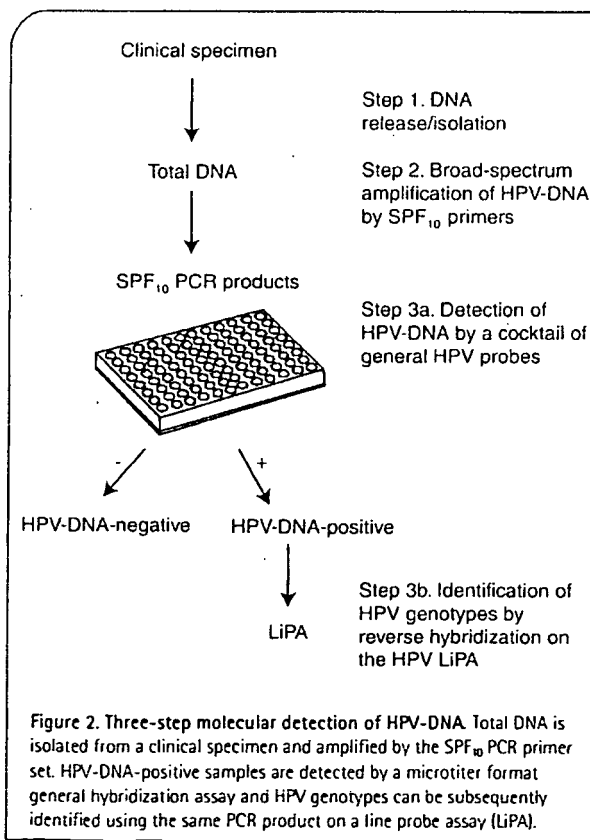 Clinical specimen
Step 1. DNA
release/isolation
Total DNA
Step 2. Broad-spectrum
amplification of HPV-DNA
by SPF₁₀ primers
SPF₁₀ PCR products
Step 3a. Detection of
HPV-DNA by a cocktail of
general HPV probes
- +
HPV-DNA-negative HPV-DNA-positive
Step 3b. Identification of
HPV genotypes by
reverse hybridization on
the HPV LiPA
LiPA
Figure 2. Three-step molecular detection of HPV-DNA. Total DNA is
isolated from a clinical specimen and amplified by the SPF₁₀ PCR primer
set. HPV-DNA-positive samples are detected by a microtiter format
general hybridization assay and HPV genotypes can be subsequently
identified using the same PCR product on a line probe assay (LiPA).